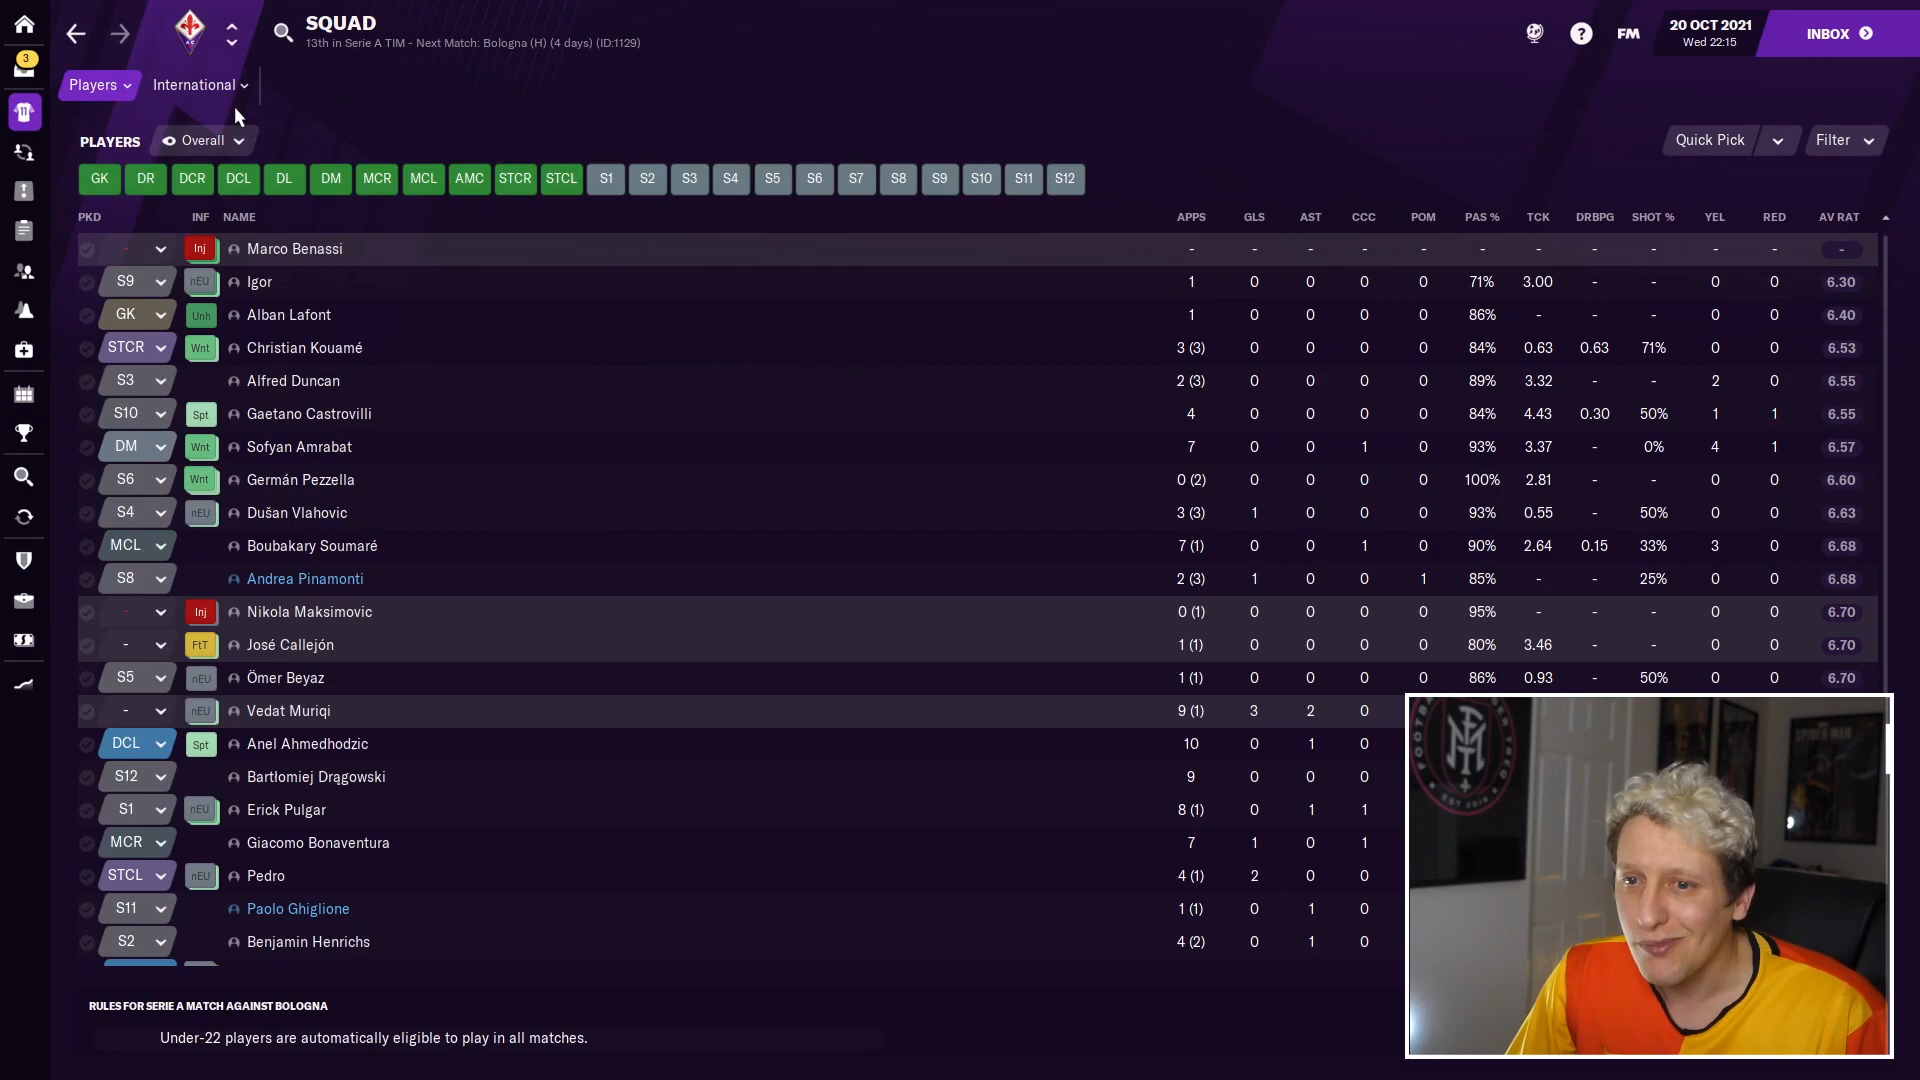 3
SQUAD
13th in Serie A TIM - Next Match: Bologna (H) (4 days) (ID:1129)
? FM 20 OCT 2021 INBOX
Wed 22:15
Players International
PLAYERS Overall Quick Pick Filter
GK DR DCR DCL DL DM MCR MCL AMC STCR STCL S1 S2 S3 S4 S5 S6 S7 S8 S9 S10 S11 S12
PKD INF NAME APPS GLS AST CCC POM PAS % TCK DRBPG SHOT % YEL RED AV RAT
- Inj Marco Benassi - - - - - - - - - - - -
S9 nEU Igor 1 0 0 0 0 71% 3.00 - - 0 0 6.30
GK Unh Alban Lafont 1 0 0 0 0 86% - - - 0 0 6.40
STCR Wnt Christian Kouamé 3 (3) 0 0 0 0 84% 0.63 0.63 71% 0 0 6.53
S3 Alfred Duncan 2 (3) 0 0 0 0 89% 3.32 - - 2 0 6.55
S10 Spt Gaetano Castrovilli 4 0 0 0 0 84% 4.43 0.30 50% 1 1 6.55
DM Wnt Sofyan Amrabat 7 0 0 1 0 93% 3.37 - 0% 4 1 6.57
S6 Wnt Germán Pezzella 0 (2) 0 0 0 0 100% 2.81 - - 0 0 6.60
S4 nEU Dušan Vlahovic 3 (3) 1 0 0 0 93% 0.55 - 50% 0 0 6.63
MCL Boubakary Soumaré 7 (1) 0 0 1 0 90% 2.64 0.15 33% 3 0 6.68
S8 Andrea Pinamonti 2 (3) 1 0 0 1 85% - - 25% 0 0 6.68
- Inj Nikola Maksimovic 0 (1) 0 0 0 0 95% - - - 0 0 6.70
- FtT José Callejón 1 (1) 0 0 0 0 80% 3.46 - - 0 0 6.70
S5 nEU Ömer Beyaz 1 (1) 0 0 0 0 86% 0.93 - 50% 0 0 6.70
- nEU Vedat Muriqi 9 (1) 3 2 0
DCL Spt Anel Ahmedhodzic 10 0 1 0
S12 Bartłomiej Drągowski 9 0 0 0
S1 nEU Erick Pulgar 8 (1) 0 1 1
MCR Giacomo Bonaventura 7 1 0 1
STCL nEU Pedro 4 (1) 2 0 0
S11 Paolo Ghiglione 1 (1) 0 1 0
S2 Benjamin Henrichs 4 (2) 0 1 0
RULES FOR SERIE A MATCH AGAINST BOLOGNA
Under-22 players are automatically eligible to play in all matches.